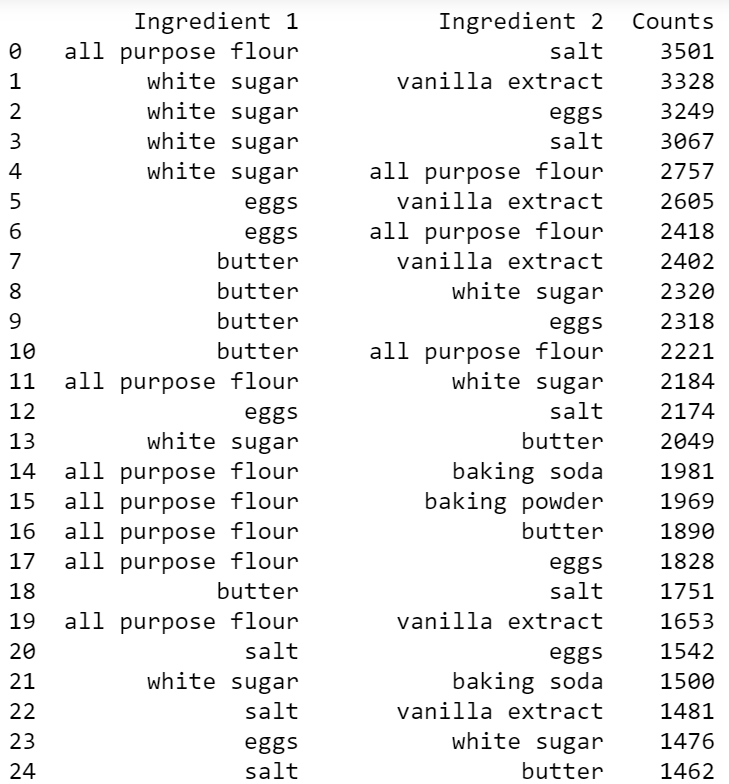 Ingredient 1 Ingredient 2 Counts
0 all purpose flour salt 3501
1 white sugar vanilla extract 3328
2 white sugar eggs 3249
3 white sugar salt 3067
4 white sugar all purpose flour 2757
5 eggs vanilla extract 2605
6 eggs all purpose flour 2418
7 butter vanilla extract 2402
8 butter white sugar 2320
9 butter eggs 2318
10 butter all purpose flour 2221
11 all purpose flour white sugar 2184
12 eggs salt 2174
13 white sugar butter 2049
14 all purpose flour baking soda 1981
15 all purpose flour baking powder 1969
16 all purpose flour butter 1890
17 all purpose flour eggs 1828
18 butter salt 1751
19 all purpose flour vanilla extract 1653
20 salt eggs 1542
21 white sugar baking soda 1500
22 salt vanilla extract 1481
23 eggs white sugar 1476
24 salt butter 1462